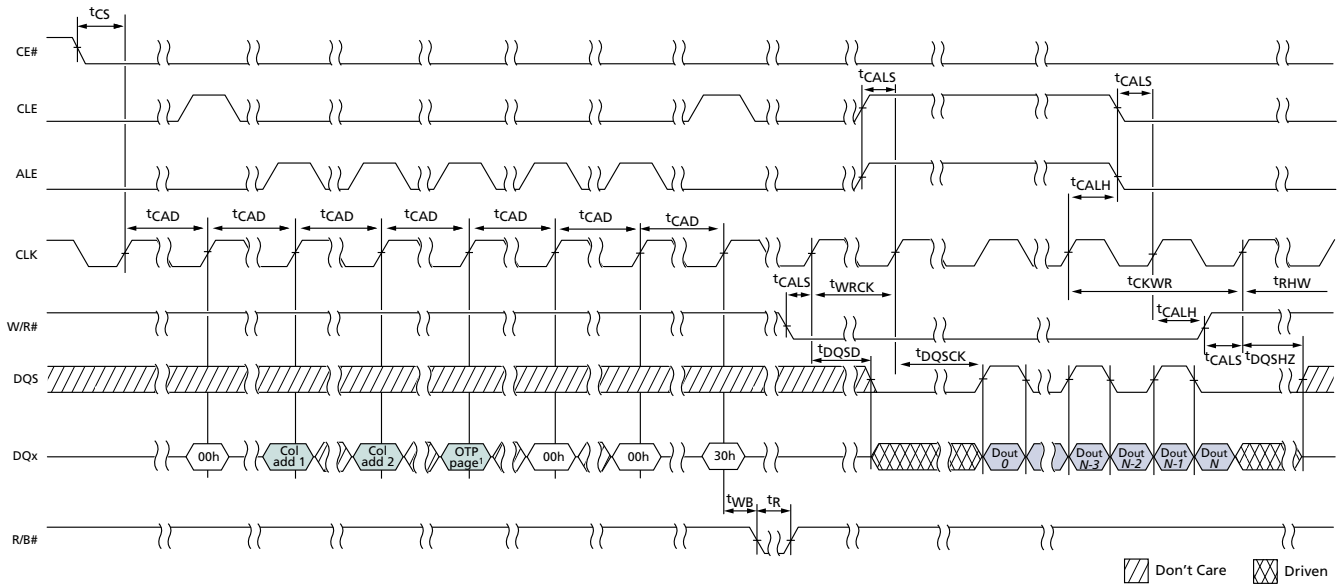 tCS
CE#
tCALS
tCALS
CLE
ALE
tCALH
tCAD
tCAD
tCAD
tCAD
tCAD
tCAD
tCAD
CLK
tCALS
tWRCK
tCKWR
tRHW
tCALH
W/R#
tDQSD
tDQSCK
tCALS
tDQSHZ
DQS
DQx
00h
Col
add 1
Col
add 2
OTP
page1
00h
00h
30h
Dout
0
Dout
N-3
Dout
N-2
Dout
N-1
Dout
N
tWB
tR
R/B#
Don't Care
Driven